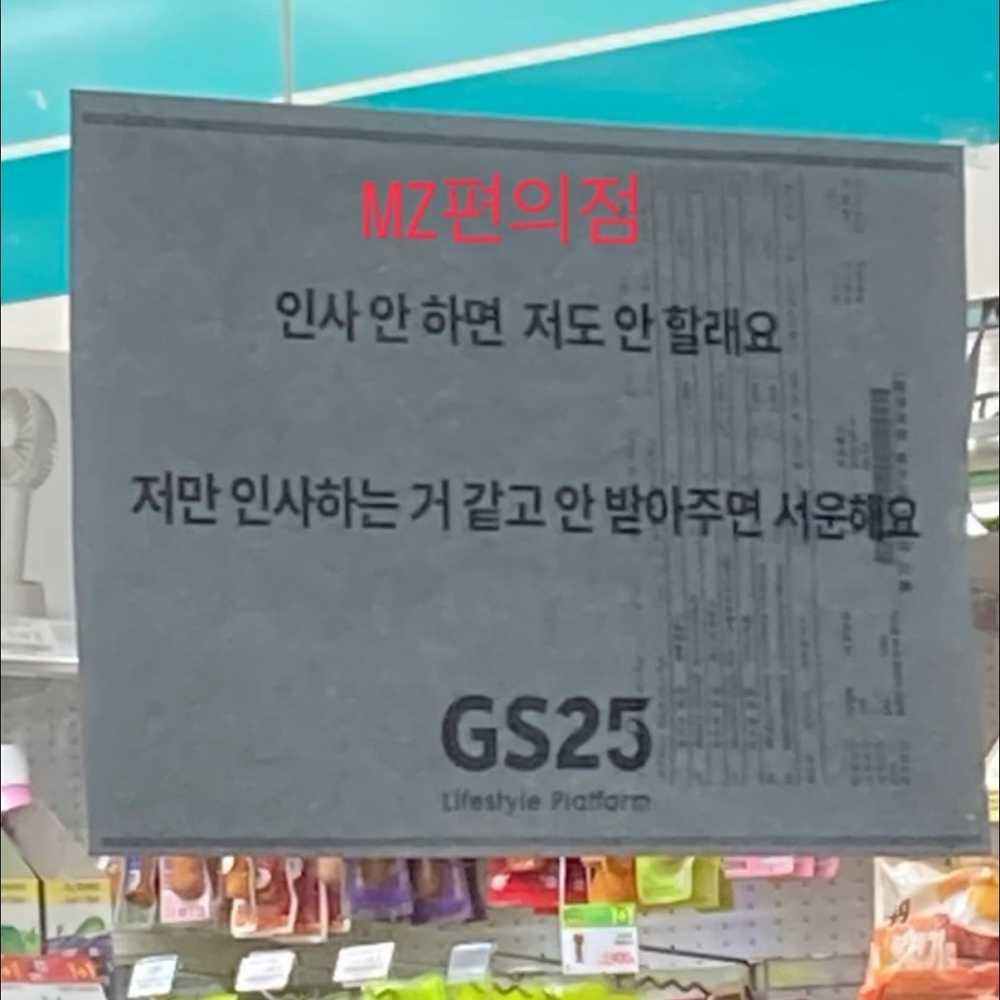 MZ편의점
인사 안 하면 저도 안 할래요
저만 인사하는 거 같고 안 받아주면 서운해요
GS25
Lifestyle Platform